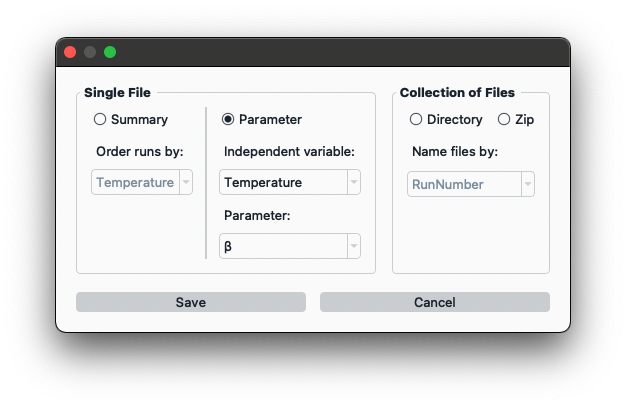 Single File
Summary
Order runs by:
Temperature
Parameter
Independent variable:
Temperature
Parameter:
β
Collection of Files
Directory
Zip
Name files by:
RunNumber
Save
Cancel